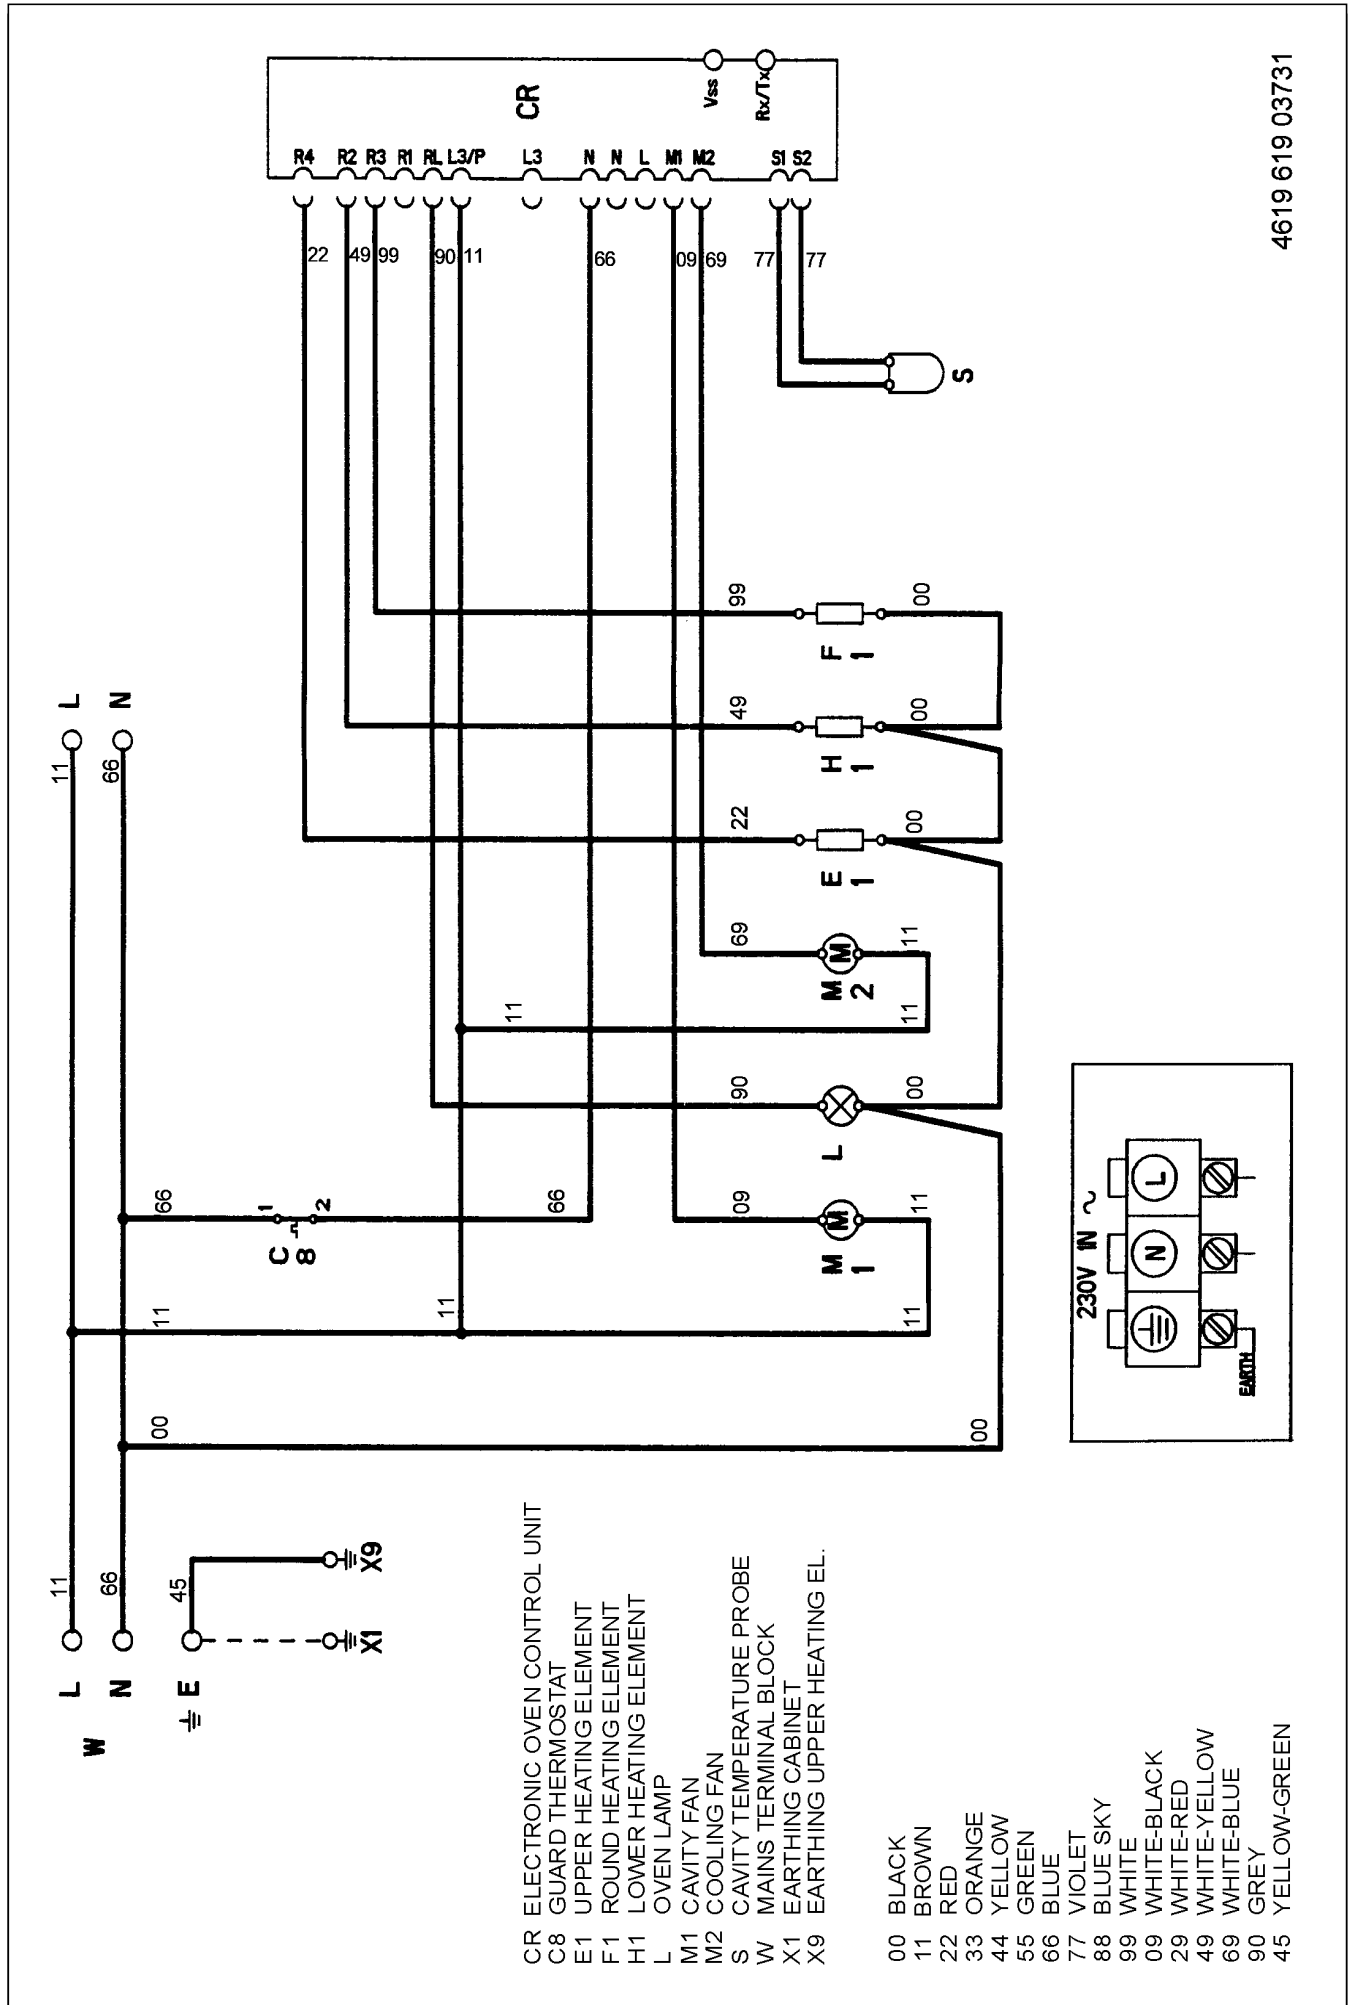 4619 619 03731
CR
Vss
Rx/Tx
R4 R2 R3 R1 RL L3/P L3 N N L M1 M2 S1 S2
22 49 99 90 11 66 09 69 77 77
S
L
N
11
66
99
F
1
00
49
H
1
00
22
E
1
00
69
M
M
2
11
11
11
90
L
00
66
1
2
C
8
66
09
M
M
1
11
11
11
11
00
00
L
N
E
W
11
66
45
X1
X9
230V 1N ~
L
N
EARTH
CR ELECTRONIC OVEN CONTROL UNIT
C8 GUARD THERMOSTAT
E1 UPPER HEATING ELEMENT
F1 ROUND HEATING ELEMENT
H1 LOWER HEATING ELEMENT
L OVEN LAMP
M1 CAVITY FAN
M2 COOLING FAN
S CAVITY TEMPERATURE PROBE
W MAINS TERMINAL BLOCK
X1 EARTHING CABINET
X9 EARTHING UPPER HEATING EL.
00 BLACK
11 BROWN
22 RED
33 ORANGE
44 YELLOW
55 GREEN
66 BLUE
77 VIOLET
88 BLUE SKY
99 WHITE
09 WHITE-BLACK
29 WHITE-RED
49 WHITE-YELLOW
69 WHITE-BLUE
90 GREY
45 YELLOW-GREEN